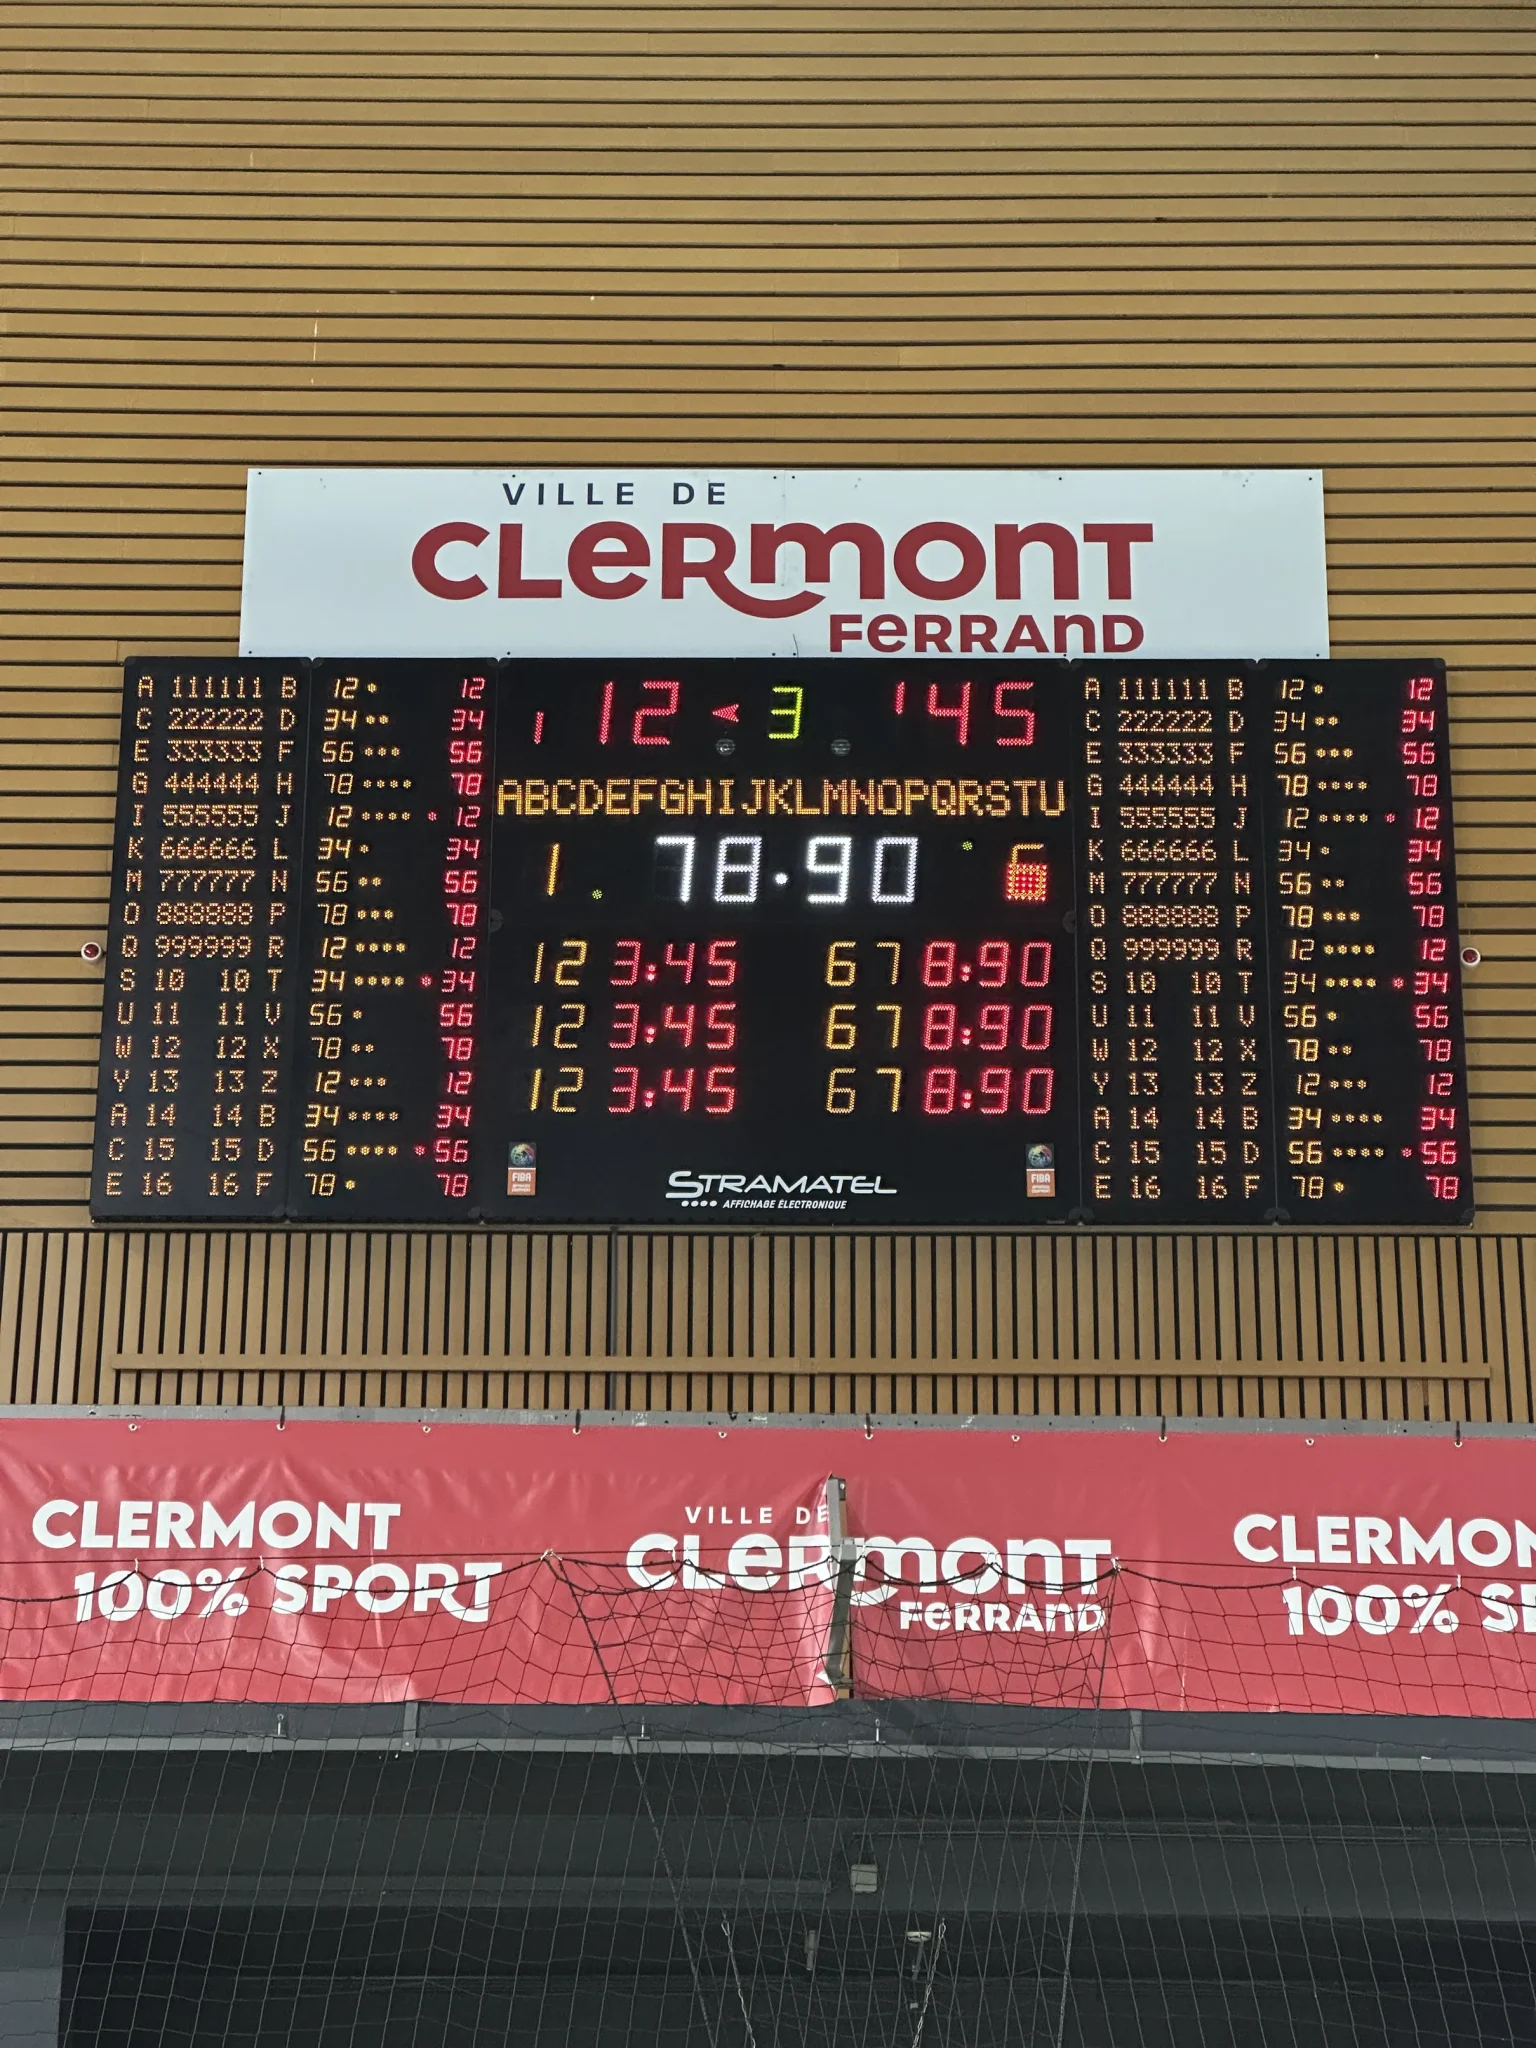 VILLE DE
CLERMONT
FERRAND
A 111111 B 12 12
C 222222 D 34 34
E 333333 F 56 56
G 444444 H 78 78
I 555555 J 12 12
K 666666 L 34 34
M 777777 N 56 56
O 888888 P 78 78
Q 999999 R 12 12
S 10 10 T 34 34
U 11 11 V 56 56
W 12 12 X 78 78
Y 13 13 Z 12 12
A 14 14 B 34 34
C 15 15 D 56 56
E 16 16 F 78 78
12 3 145
ABCDEFGHIJKLMNOPQRSTU
1 78.90 6
12 3:45 67 8:90
12 3:45 67 8:90
12 3:45 67 8:90
FIBA FIBA
STRAMATEL
AFFICHAGE ÉLECTRONIQUE
A 111111 B 12 12
C 222222 D 34 34
E 333333 F 56 56
G 444444 H 78 78
I 555555 J 12 12
K 666666 L 34 34
M 777777 N 56 56
O 888888 P 78 78
Q 999999 R 12 12
S 10 10 T 34 34
U 11 11 V 56 56
W 12 12 X 78 78
Y 13 13 Z 12 12
A 14 14 B 34 34
C 15 15 D 56 56
E 16 16 F 78 78
CLERMONT
100% SPORT
VILLE DE
CLERMONT
FERRAND
CLERMON
100% S